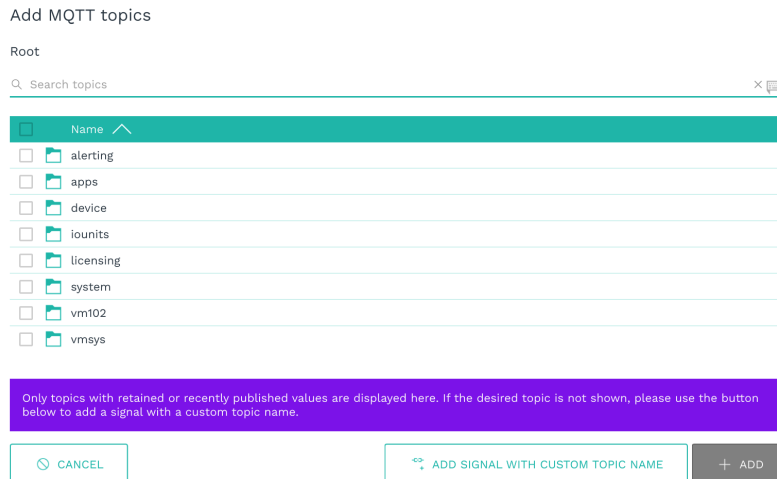 Add MQTT topics
Root
Search topics
Name
alerting
apps
device
iounits
licensing
system
vm102
vmsys
Only topics with retained or recently published values are displayed here. If the desired topic is not shown, please use the button
below to add a signal with a custom topic name.
CANCEL
ADD SIGNAL WITH CUSTOM TOPIC NAME
ADD